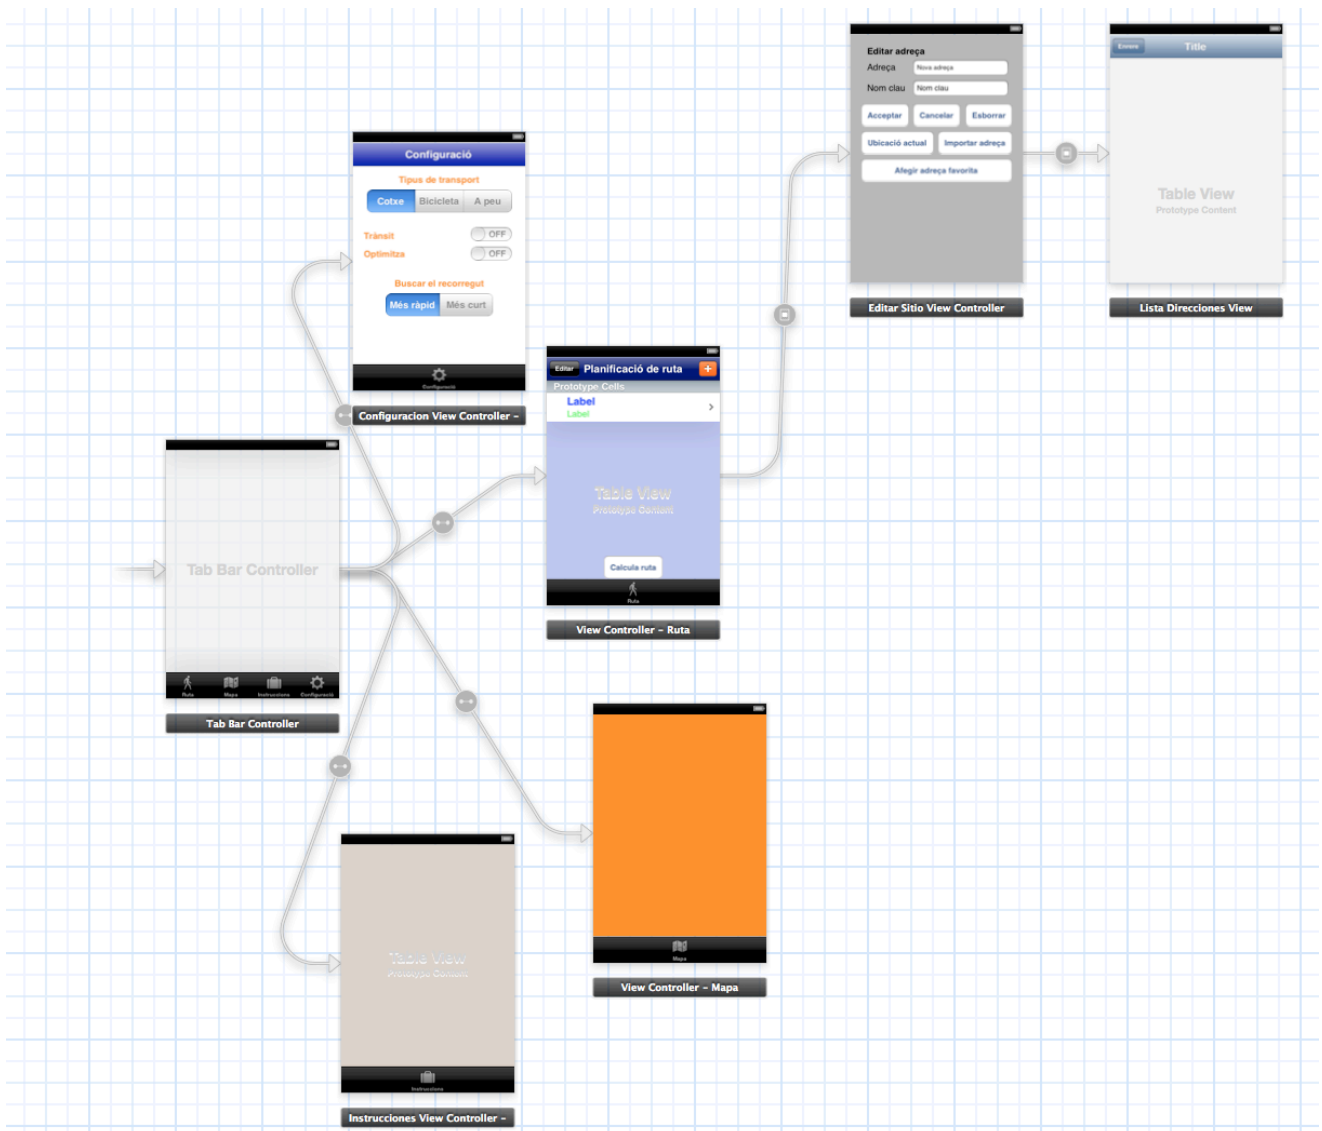 Editar adreça
Adreça
Nova adreça
Nom clau
Nom clau
Acceptar
Cancelar
Esborrar
Ubicació actual
Importar adreça
Afegir adreça favorita
Editar Sitio View Controller
Enrere
Title
Table View
Prototype Content
Lista Direcciones View
Configuració
Tipus de transport
Cotxe
Bicicleta
A peu
Trànsit
OFF
Optimitza
OFF
Buscar el recorregut
Més ràpid
Més curt
Configuració
Configuracion View Controller –
Editar
Planificació de ruta
+
Prototype Cells
Label
Label
Table View
Prototype Content
Calcula ruta
Ruta
View Controller – Ruta
Tab Bar Controller
Ruta
Mapa
Instruccions
Configuració
Tab Bar Controller
Mapa
View Controller – Mapa
Table View
Prototype Content
Instruccions
Instrucciones View Controller –